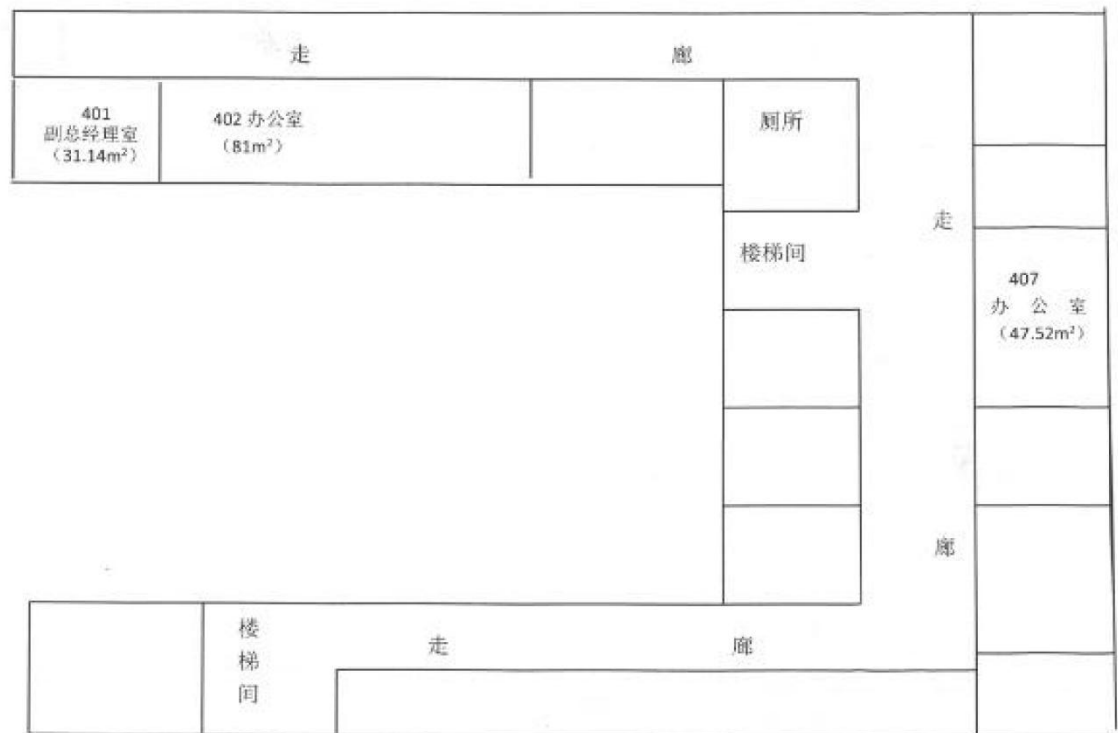 走 廊
401
副总经理室
（31.14m²）
402 办公室
（81m²）
厕所
走
楼梯间
407
办 公 室
（47.52m²）
廊
楼
梯
间
走 廊